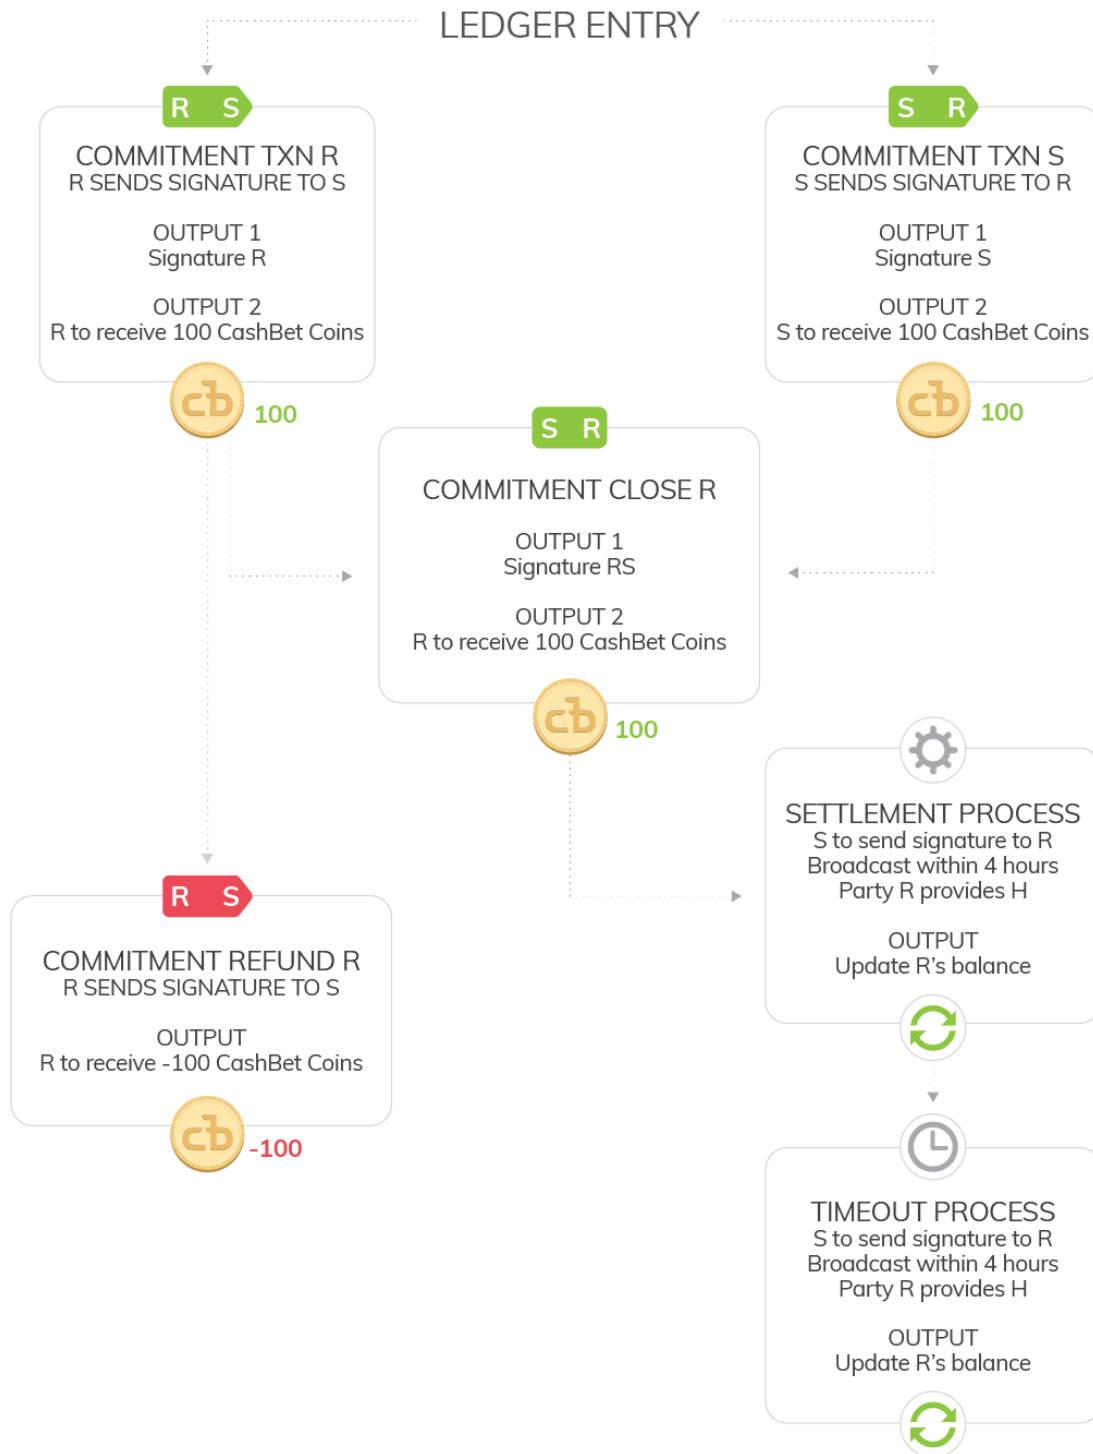 LEDGER ENTRY
R S
COMMITMENT TXN R
R SENDS SIGNATURE TO S
OUTPUT 1
Signature R
OUTPUT 2
R to receive 100 CashBet Coins
cb
100
S R
COMMITMENT TXN S
S SENDS SIGNATURE TO R
OUTPUT 1
Signature S
OUTPUT 2
S to receive 100 CashBet Coins
cb
100
S R
COMMITMENT CLOSE R
OUTPUT 1
Signature RS
OUTPUT 2
R to receive 100 CashBet Coins
cb
100
R S
COMMITMENT REFUND R
R SENDS SIGNATURE TO S
OUTPUT
R to receive -100 CashBet Coins
cb
-100
SETTLEMENT PROCESS
S to send signature to R
Broadcast within 4 hours
Party R provides H
OUTPUT
Update R's balance
TIMEOUT PROCESS
S to send signature to R
Broadcast within 4 hours
Party R provides H
OUTPUT
Update R's balance